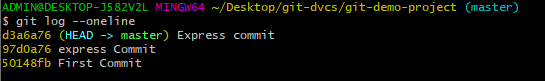 ADMIN@DESKTOP-J582V2L MINGW64 ~/Desktop/git-dvcs/git-demo-project (master)
$ git log --oneline
d3a6a76 (HEAD -> master) Express commit
97d0a76 express Commit
50148fb First Commit